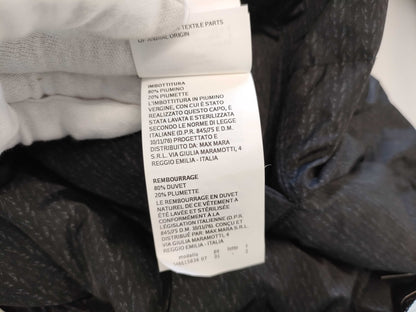 TEXTILE PARTS
OF ANIMAL ORIGIN
IMBOTTITURA
80% PIUMINO
20% PIUMETTE
L'IMBOTTITURA IN PIUMINO
VERGINE, CON CUI È STATO
REALIZZATO QUESTO CAPO, È
STATA LAVATA E STERILIZZATA
SECONDO LE NORME DI LEGGE
ITALIANE (D.P.R. 845/75 E D.M.
10/11/76) PROGETTATO E
DISTRIBUITO DA: MAX MARA
S.R.L. VIA GIULIA MARAMOTTI, 4
REGGIO EMILIA - ITALIA
REMBOURRAGE
80% DUVET
20% PLUMETTE
LE REMBOURRAGE EN DUVET
NATUREL DE CE VÊTEMENT A
ÉTÉ LAVÉE ET STÉRILISÉE
CONFORMÉMENT À LA
LÉGISLATION ITALIENNE (D.P.R.
845/75 ET D.M. 10/11/76). CONÇU ET
DISTRIBUÉ PAR: MAX MARA S.R.L.
VIA GIULIA MARAMOTTI, 4
REGGIO EMILIA - ITALIA
modello